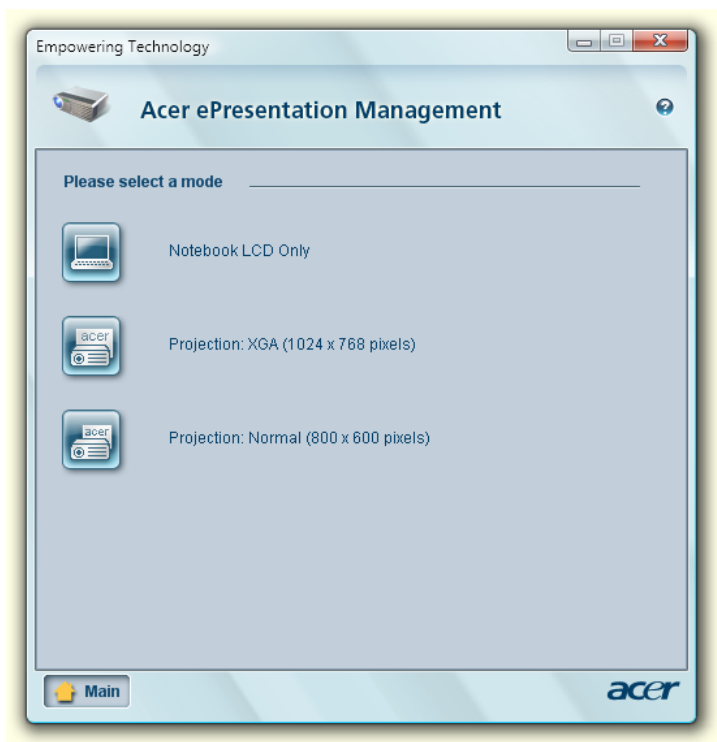 Empowering Technology
Acer ePresentation Management
?
Please select a mode
Notebook LCD Only
acer
Projection: XGA (1024 x 768 pixels)
acer
Projection: Normal (800 x 600 pixels)
Main
acer